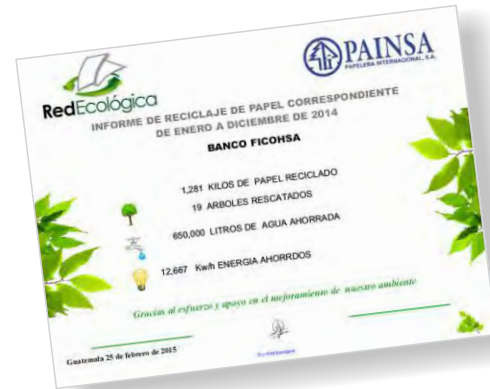 RedEcológica
PAINSA
PAPELERA INTERNACIONAL, S.A.
INFORME DE RECICLAJE DE PAPEL CORRESPONDIENTE
DE ENERO A DICIEMBRE DE 2014
BANCO FICOHSA
1,281 KILOS DE PAPEL RECICLADO
19 ARBOLES RESCATADOS
650,000 LITROS DE AGUA AHORRADA
12,667 Kw/h ENERGIA AHORRDOS
Gracias al esfuerzo y apoyo en el mejoramiento de nuestro ambiente
Guatemala 25 de febrero de 2015